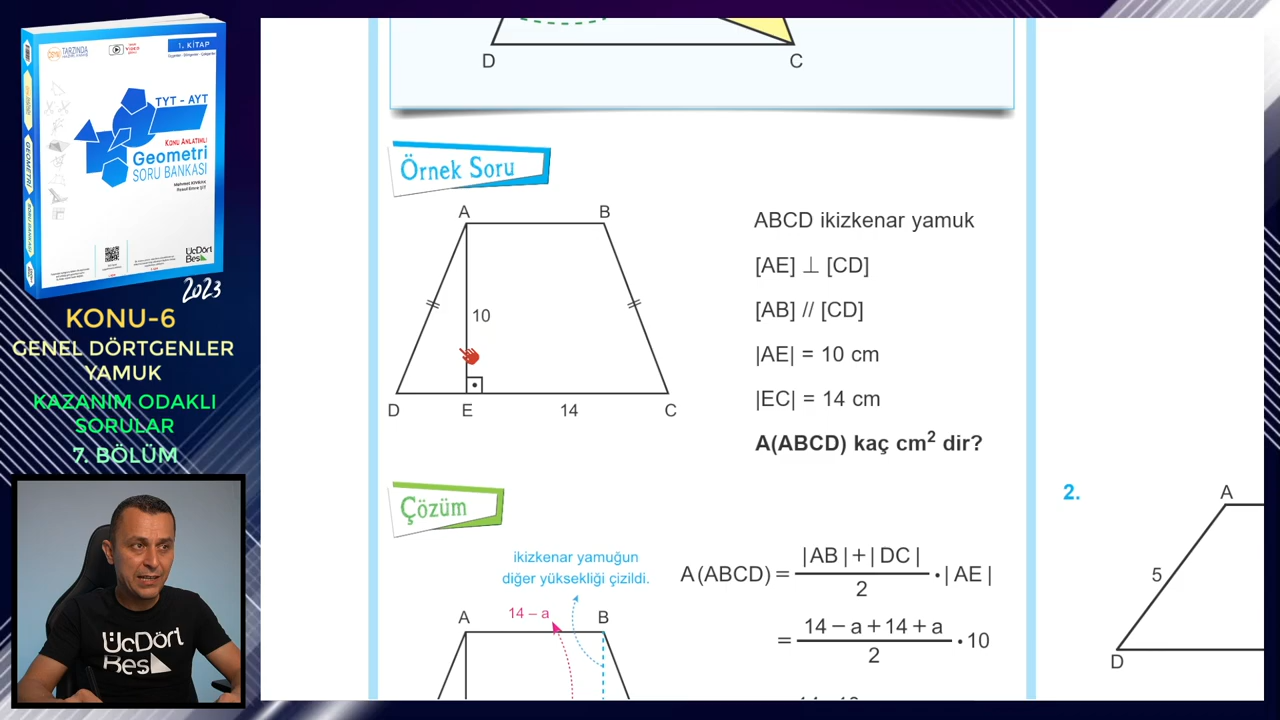 TARZINDA
1. KİTAP
TYT - AYT
KONU ANLATIMLI
Geometri
SORU BANKASI
ÜçDört
Beş
2023
KONU-6
GENEL DÖRTGENLER
YAMUK
KAZANIM ODAKLI
SORULAR
7. BÖLÜM
ÜçDört
Beş
D
C
Örnek Soru
A
B
10
D
E
14
C
ABCD ikizkenar yamuk
[AE] ⊥ [CD]
[AB] // [CD]
|AE| = 10 cm
|EC| = 14 cm
A(ABCD) kaç cm² dir?
Çözüm
ikizkenar yamuğun
diğer yüksekliği çizildi.
14 – a
A
B
A(ABCD) = |AB|+|DC| / 2 • |AE|
= 14 – a + 14 + a / 2 • 10
2.
A
5
D